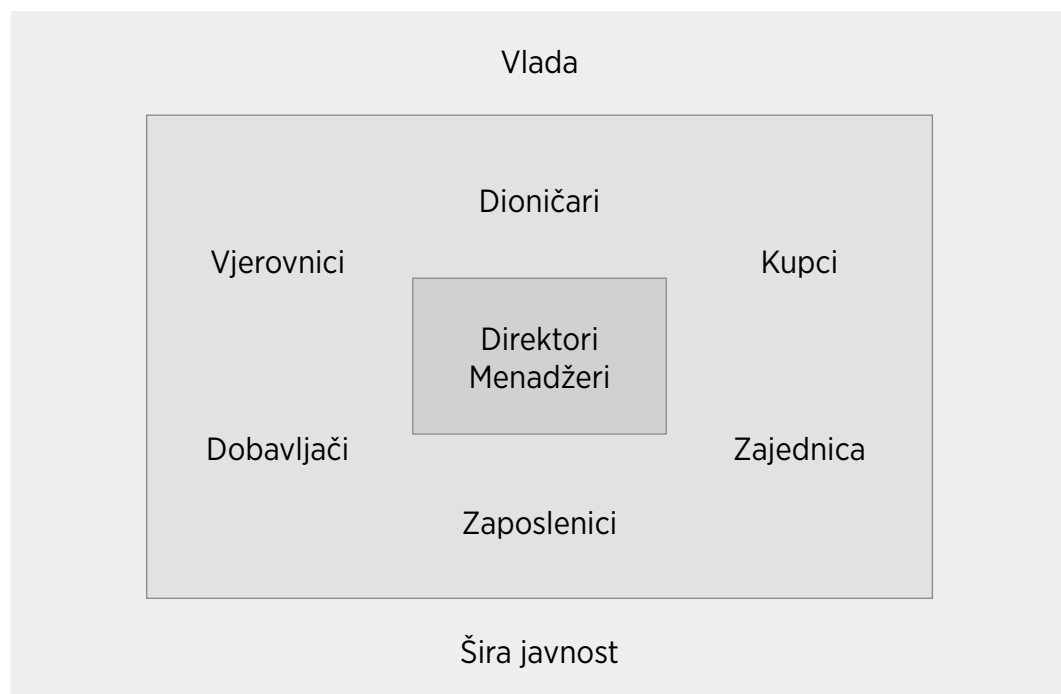 Vlada
Dioničari
Vjerovnici
Kupci
Direktori
Menadžeri
Dobavljači
Zajednica
Zaposlenici
Šira javnost